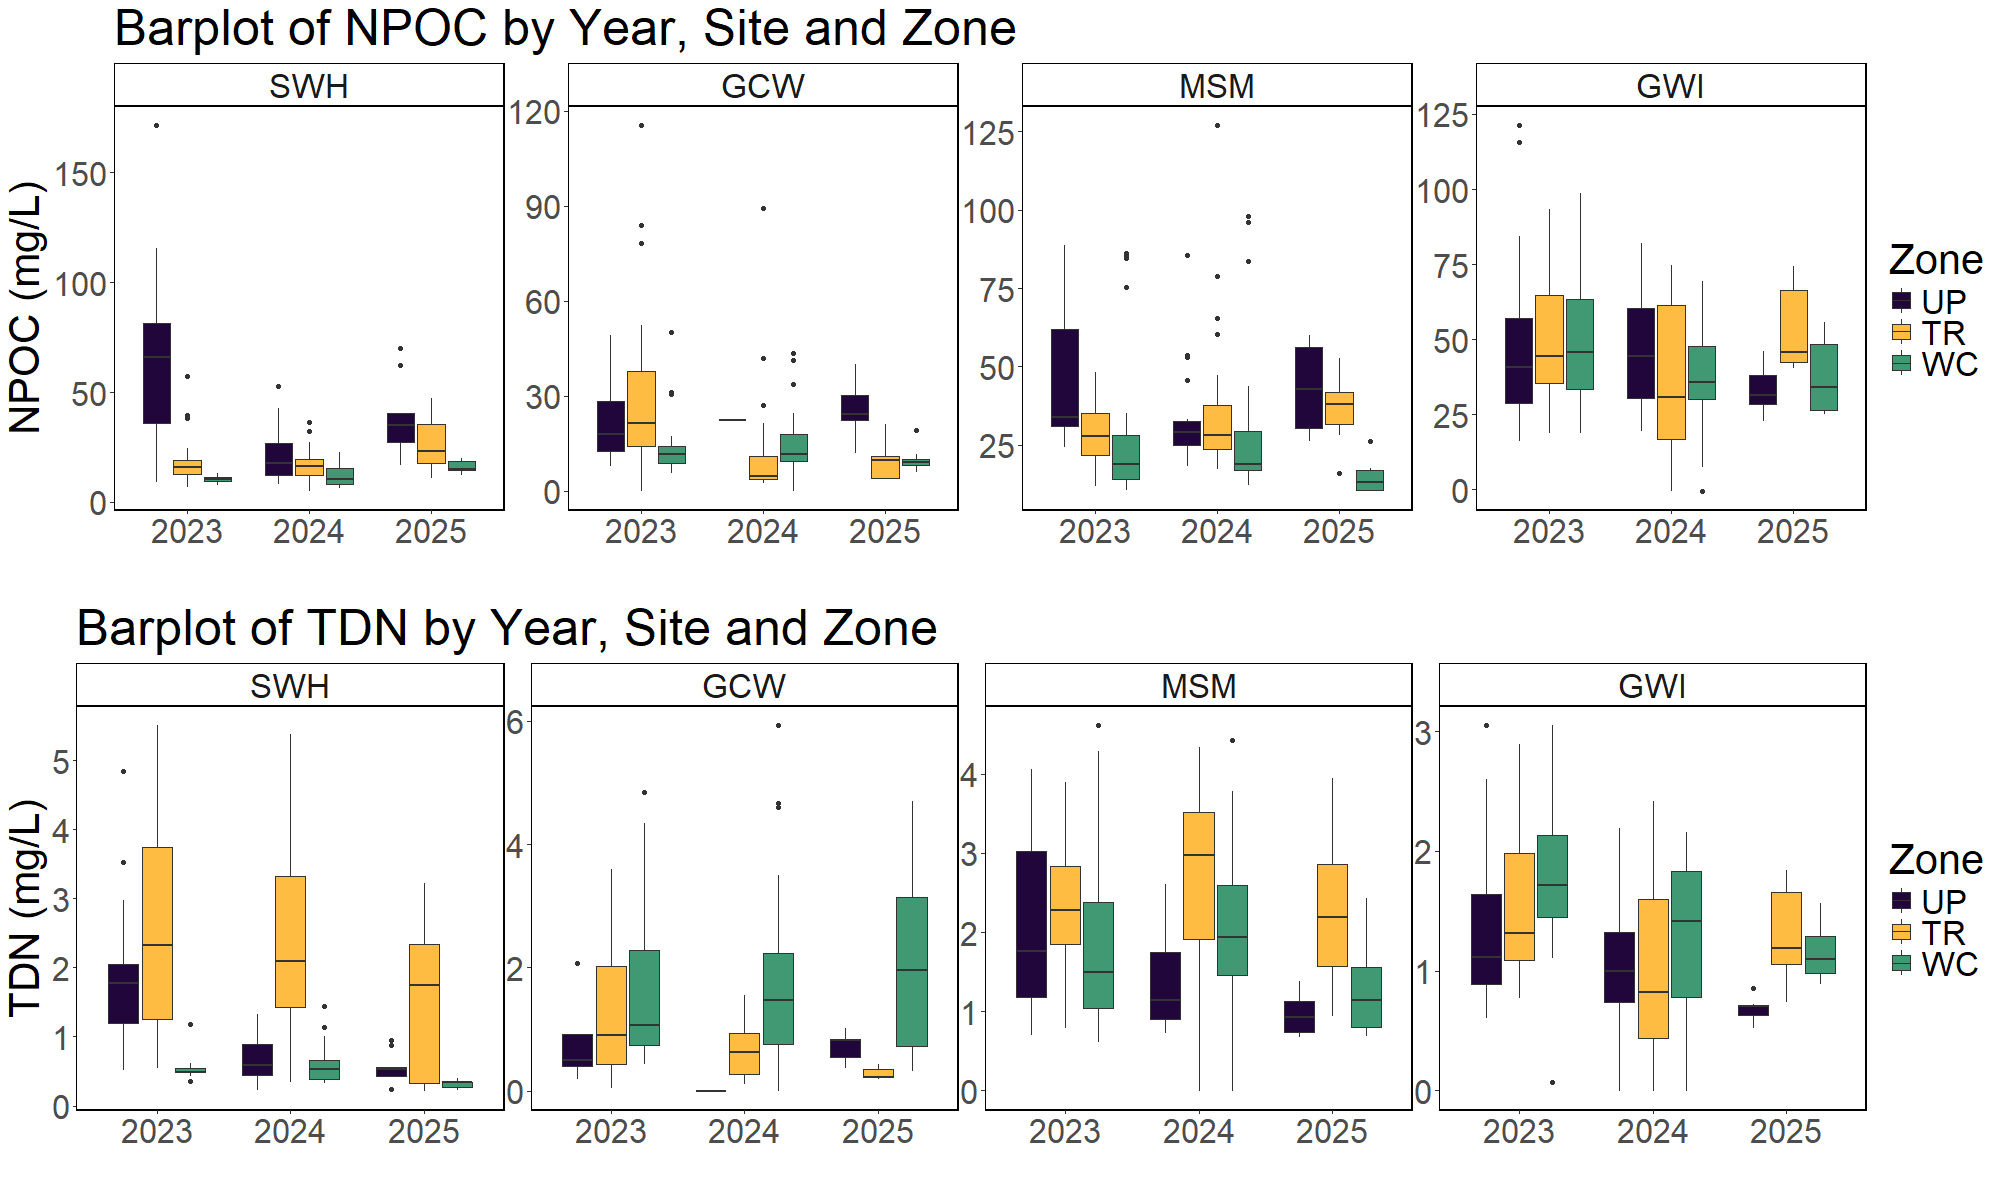 Barplot of NPOC by Year, Site and Zone
SWH GCW MSM GWI
NPOC (mg/L)
150
100
50
0
120
90
60
30
0
125
100
75
50
25
125
100
75
50
25
0
2023 2024 2025 2023 2024 2025 2023 2024 2025 2023 2024 2025
Zone
UP
TR
WC
Barplot of TDN by Year, Site and Zone
SWH GCW MSM GWI
TDN (mg/L)
5
4
3
2
1
0
6
4
2
0
4
3
2
1
0
3
2
1
0
2023 2024 2025 2023 2024 2025 2023 2024 2025 2023 2024 2025
Zone
UP
TR
WC